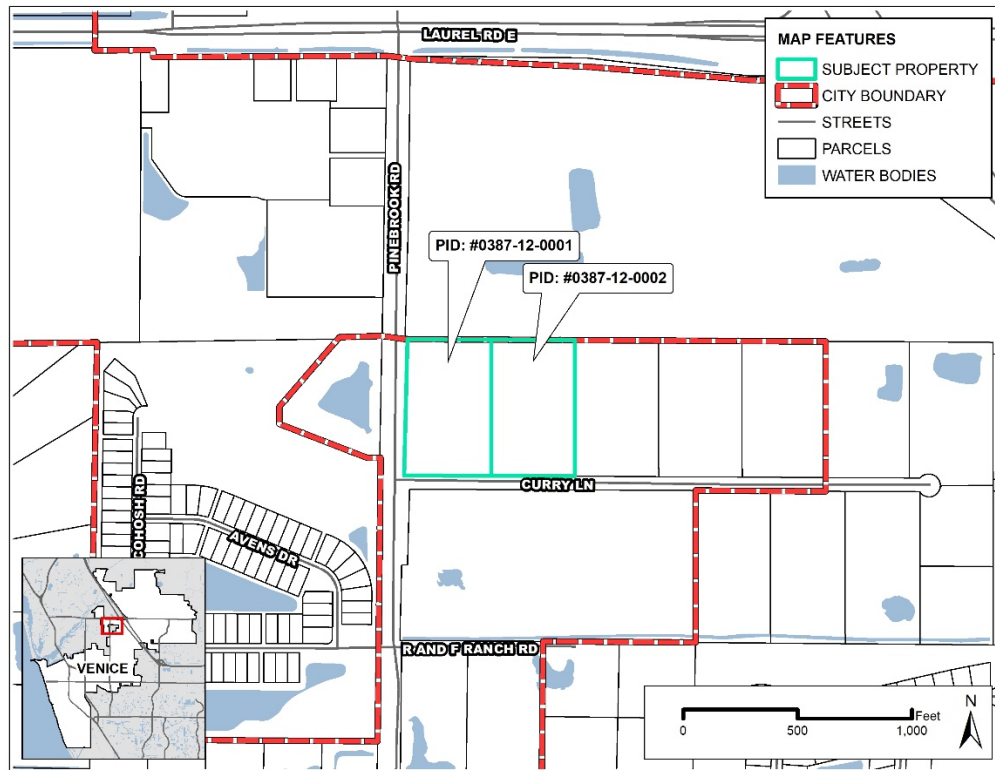 LAUREL RD E
MAP FEATURES
SUBJECT PROPERTY
CITY BOUNDARY
STREETS
PARCELS
WATER BODIES
PINEBROOK RD
PID: #0387-12-0001
PID: #0387-12-0002
CURRY LN
COHOSH RD
AVENS DR
R AND F RANCH RD
VENICE
N
Feet
0 500 1,000